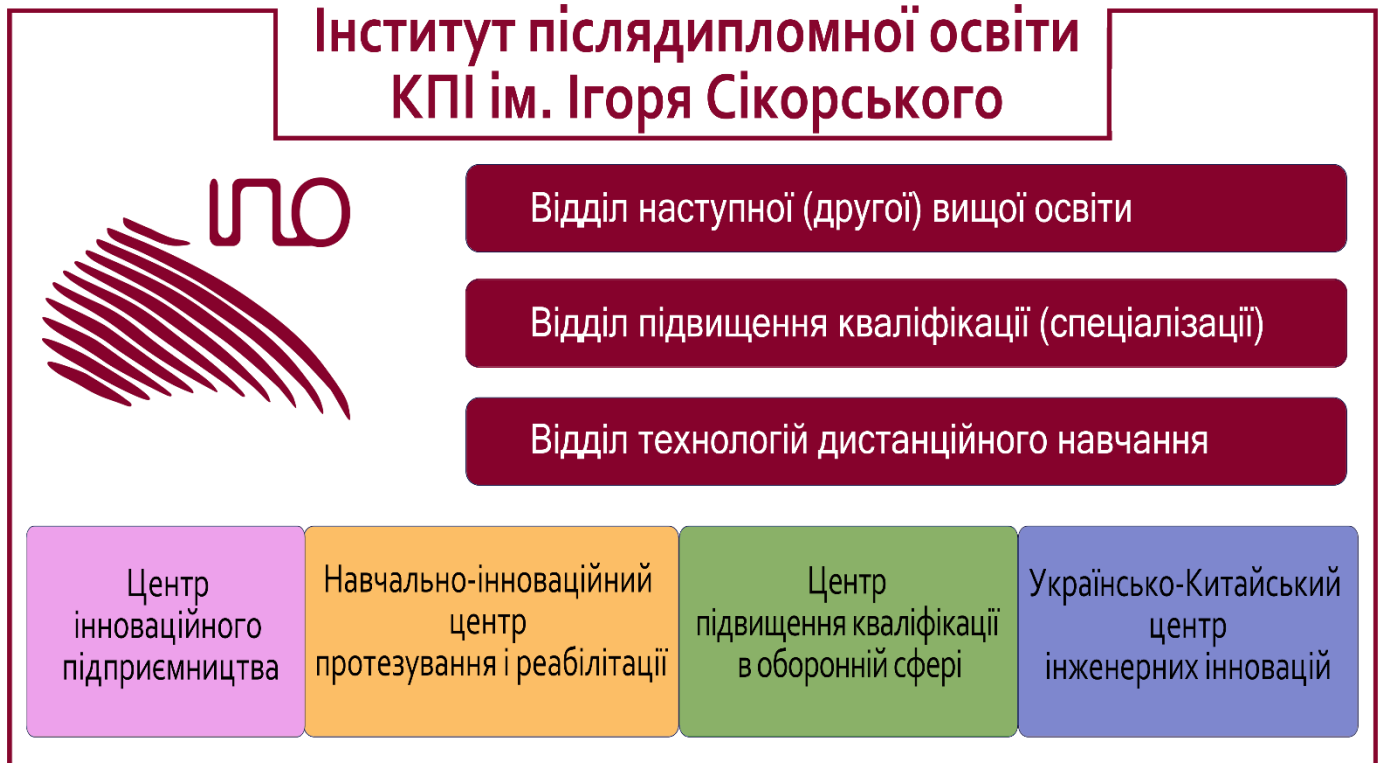 Інститут післядипломної освіти
КПІ ім. Ігоря Сікорського
ІПО
Відділ наступної (другої) вищої освіти
Відділ підвищення кваліфікації (спеціалізації)
Відділ технологій дистанційного навчання
Центр
інноваційного
підприємництва
Навчально-інноваційний
центр
протезування і реабілітації
Центр
підвищення кваліфікації
в оборонній сфері
Українсько-Китайський
центр
інженерних інновацій